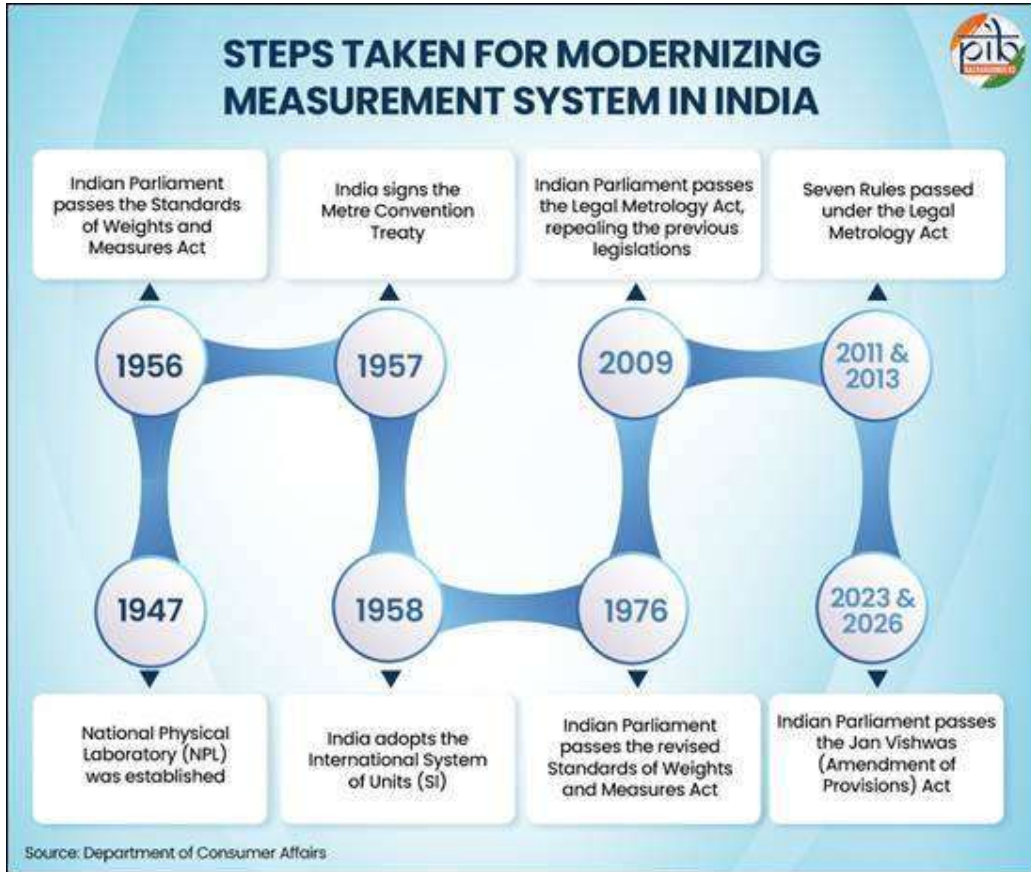 STEPS TAKEN FOR MODERNIZING
MEASUREMENT SYSTEM IN INDIA
pib
Indian Parliament
passes the Standards
of Weights and
Measures Act
India signs the
Metre Convention
Treaty
Indian Parliament passes
the Legal Metrology Act,
repealing the previous
legislations
Seven Rules passed
under the Legal
Metrology Act
1956
1957
2009
2011 &
2013
1947
1958
1976
2023 &
2026
National Physical
Laboratory (NPL)
was established
India adopts the
International System
of Units (SI)
Indian Parliament
passes the revised
Standards of Weights
and Measures Act
Indian Parliament passes
the Jan Vishwas
(Amendment of
Provisions) Act
Source: Department of Consumer Affairs